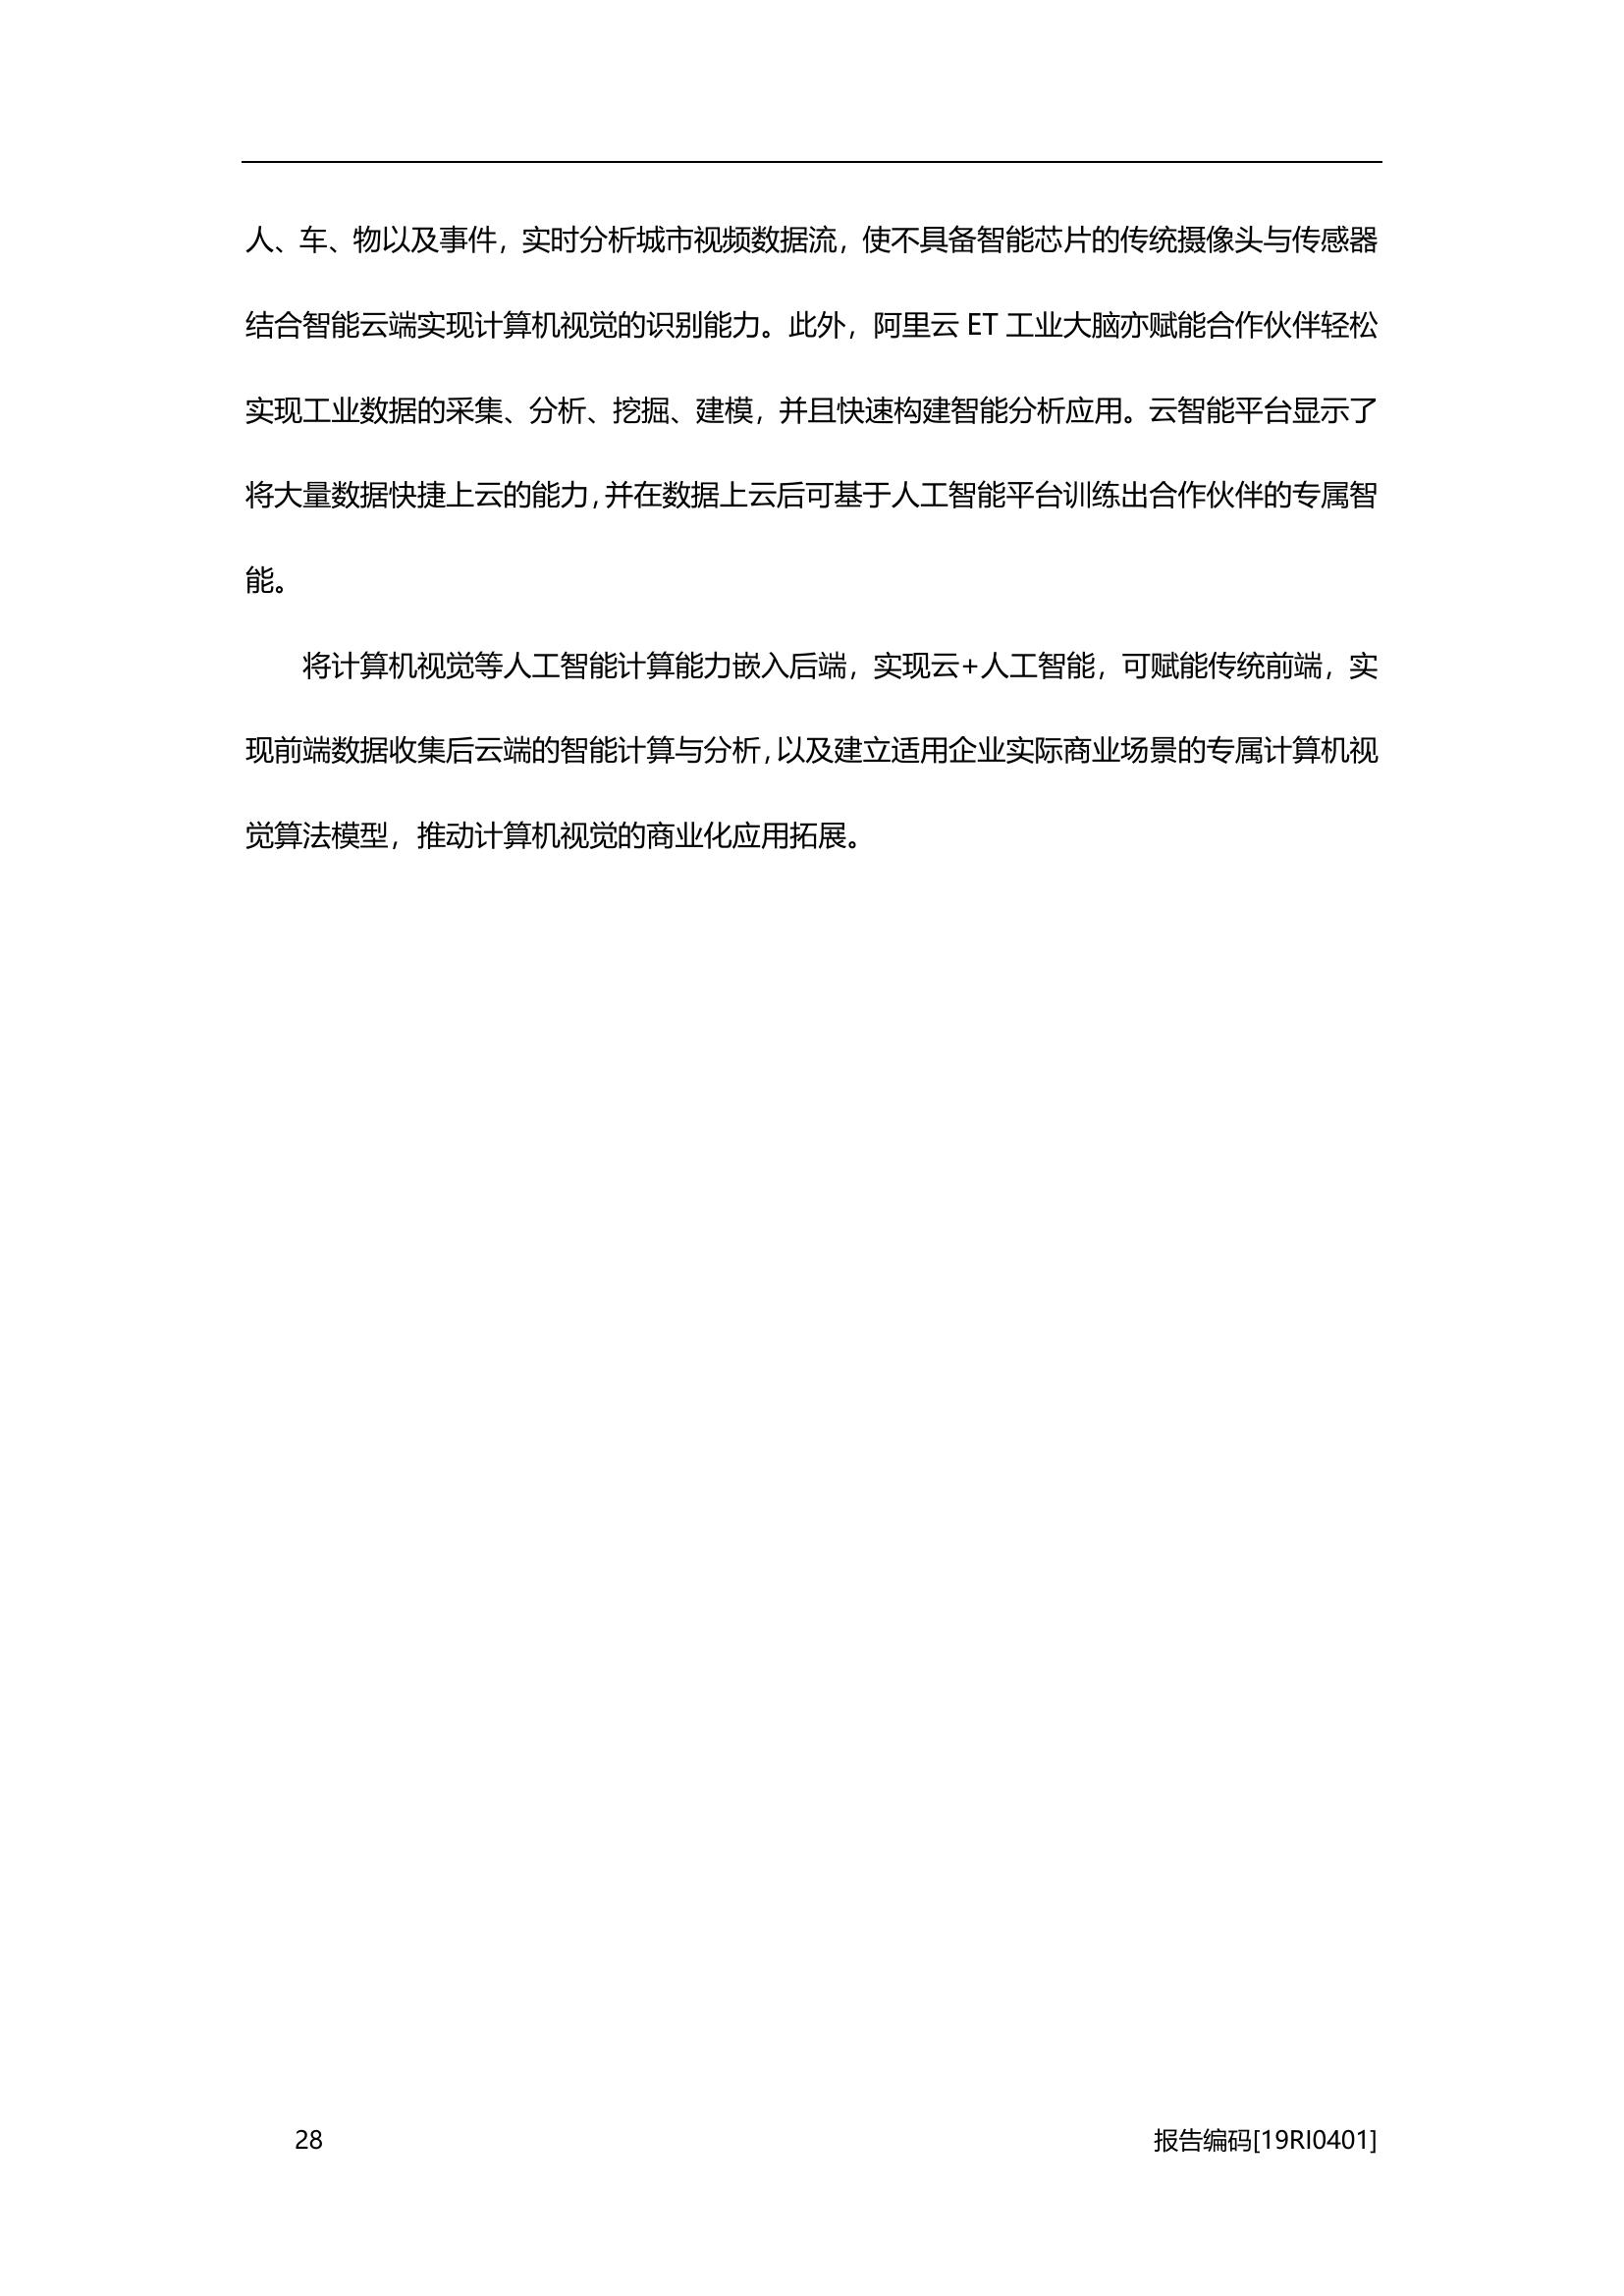 人、车、物以及事件，实时分析城市视频数据流，使不具备智能芯片的传统摄像头与传感器
结合智能云端实现计算机视觉的识别能力。此外，阿里云 ET 工业大脑亦赋能合作伙伴轻松
实现工业数据的采集、分析、挖掘、建模，并且快速构建智能分析应用。云智能平台显示了
将大量数据快捷上云的能力，并在数据上云后可基于人工智能平台训练出合作伙伴的专属智
能。
将计算机视觉等人工智能计算能力嵌入后端，实现云+人工智能，可赋能传统前端，实
现前端数据收集后云端的智能计算与分析，以及建立适用企业实际商业场景的专属计算机视
觉算法模型，推动计算机视觉的商业化应用拓展。
28 报告编码[19RI0401]